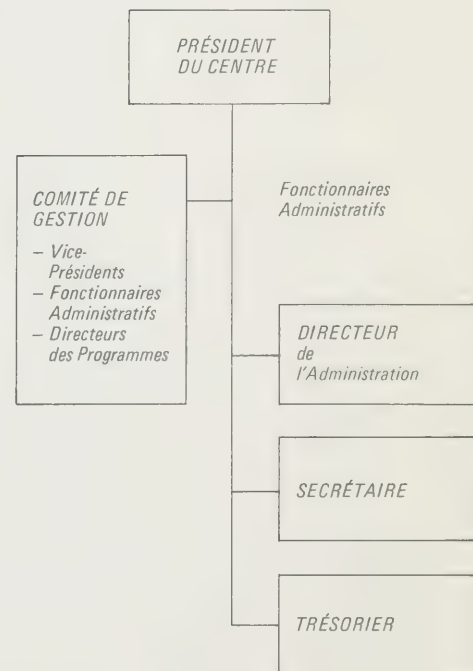 PRÉSIDENT
DU CENTRE
COMITÉ DE
GESTION
– Vice-
Présidents
– Fonctionnaires
Administratifs
– Directeurs
des Programmes
Fonctionnaires
Administratifs
DIRECTEUR
de
l'Administration
SECRÉTAIRE
TRÉSORIER